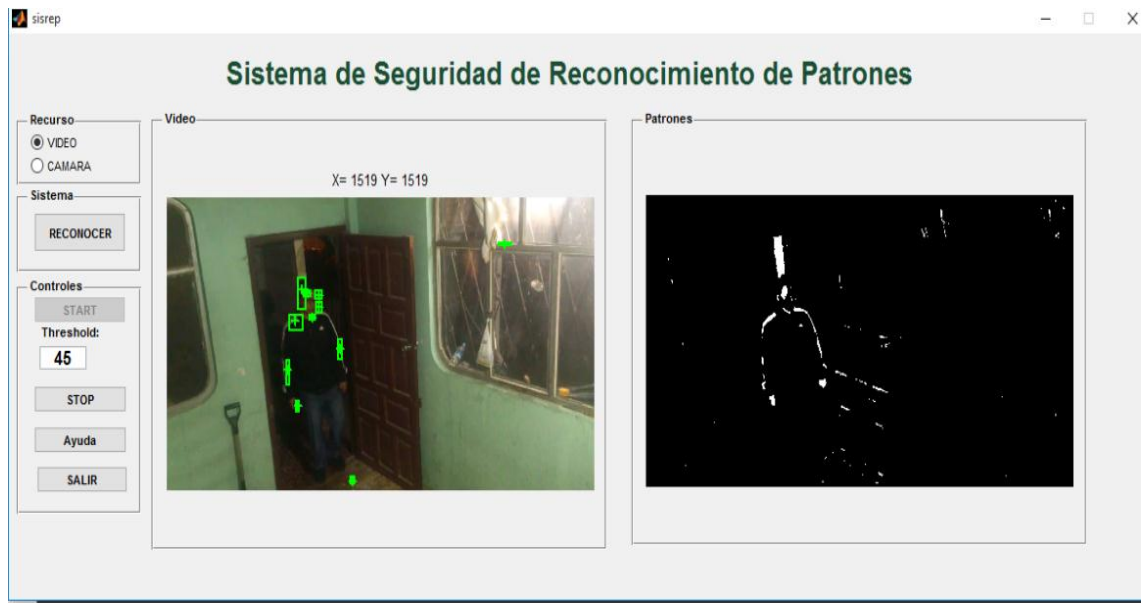 sisrep
Sistema de Seguridad de Reconocimiento de Patrones
Recurso
VIDEO
CAMARA
Sistema
RECONOCER
Controles
START
Threshold:
45
STOP
Ayuda
SALIR
Video
X= 1519 Y= 1519
Patrones